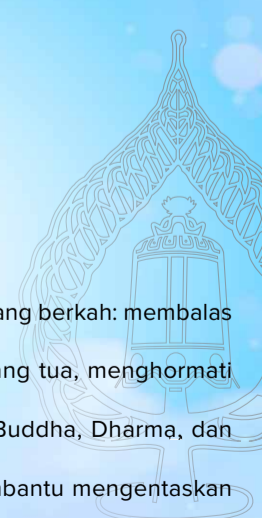 ang berkah: membalas
ang tua, menghormati
Buddha, Dharma, dan
bantu mengentaskan